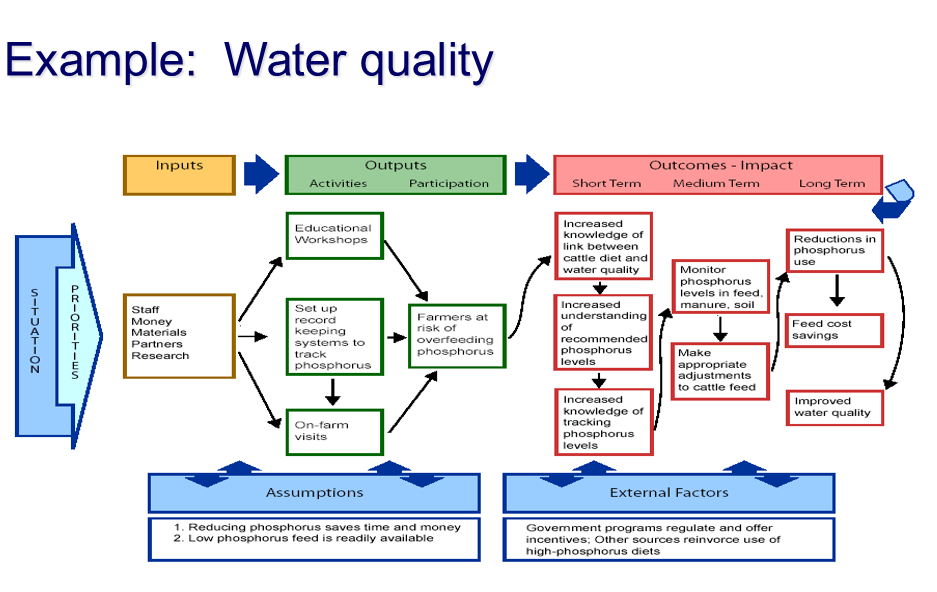 Example:  Water quality
Inputs
Outputs
Activities
Participation
Outcomes - Impact
Short Term
Medium Term
Long Term
SITUATION
PRIORITIES
Staff
Money
Materials
Partners
Research
Educational
Workshops
Set up
record
keeping
systems to
track
phosphorus
On-farm
visits
Farmers at
risk of
overfeeding
phosphorus
Increased
knowledge of
link between
cattle diet and
water quality
Increased
understanding
of
recommended
phosphorus
levels
Increased
knowledge of
tracking
phosphorus
levels
Monitor
phosphorus
levels in feed,
manure, soil
Make
appropriate
adjustments
to cattle feed
Reductions in
phosphorus
use
Feed cost
savings
Improved
water quality
Assumptions
1. Reducing phosphorus saves time and money
2. Low phosphorus feed is readily available
External Factors
Government programs regulate and offer
incentives; Other sources reinvorce use of
high-phosphorus diets